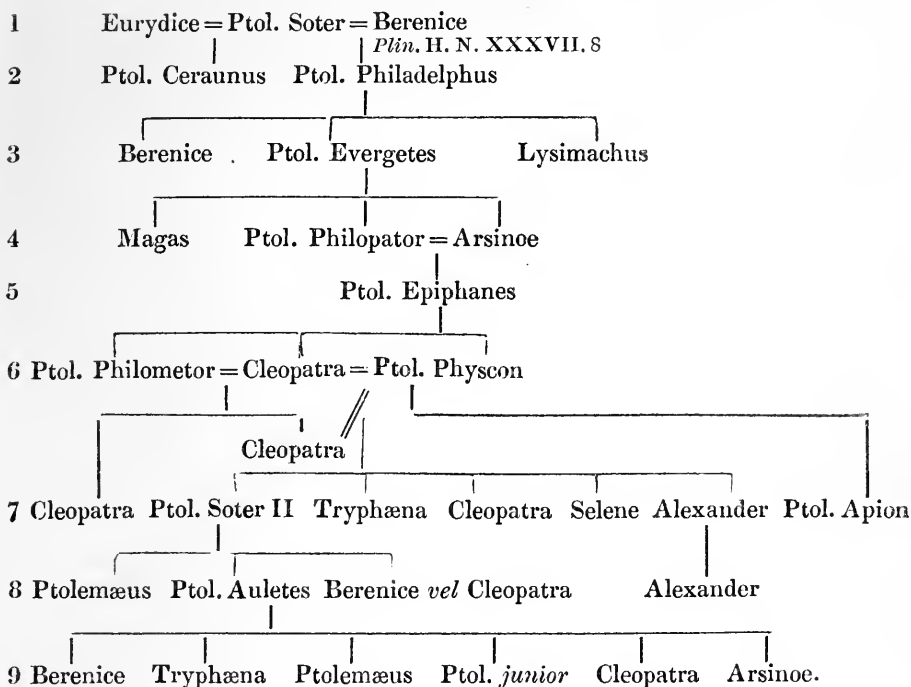 1 Eurydice = Ptol. Soter = Berenice
Plin. H. N. XXXVII. 8
2 Ptol. Ceraunus Ptol. Philadelphus
3 Berenice . Ptol. Evergetes Lysimachus
4 Magas Ptol. Philopator = Arsinoe
5 Ptol. Epiphanes
6 Ptol. Philometor = Cleopatra = Ptol. Physcon
Cleopatra
7 Cleopatra Ptol. Soter II Tryphæna Cleopatra Selene Alexander Ptol. Apion
8 Ptolemæus Ptol. Auletes Berenice vel Cleopatra Alexander
9 Berenice Tryphæna Ptolemæus Ptol. junior Cleopatra Arsinoe.